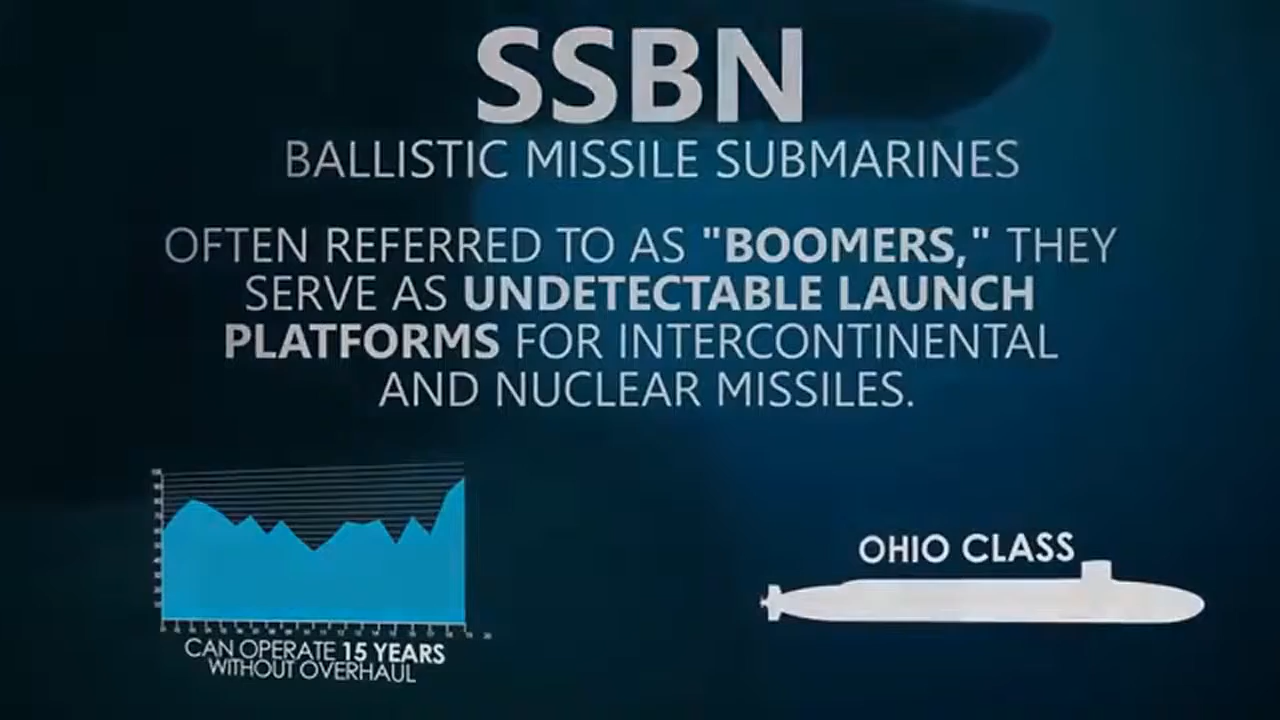 SSBN
BALLISTIC MISSILE SUBMARINES
OFTEN REFERRED TO AS "BOOMERS," THEY
SERVE AS UNDETECTABLE LAUNCH
PLATFORMS FOR INTERCONTINENTAL
AND NUCLEAR MISSILES.
OHIO CLASS
CAN OPERATE 15 YEARS
WITHOUT OVERHAUL